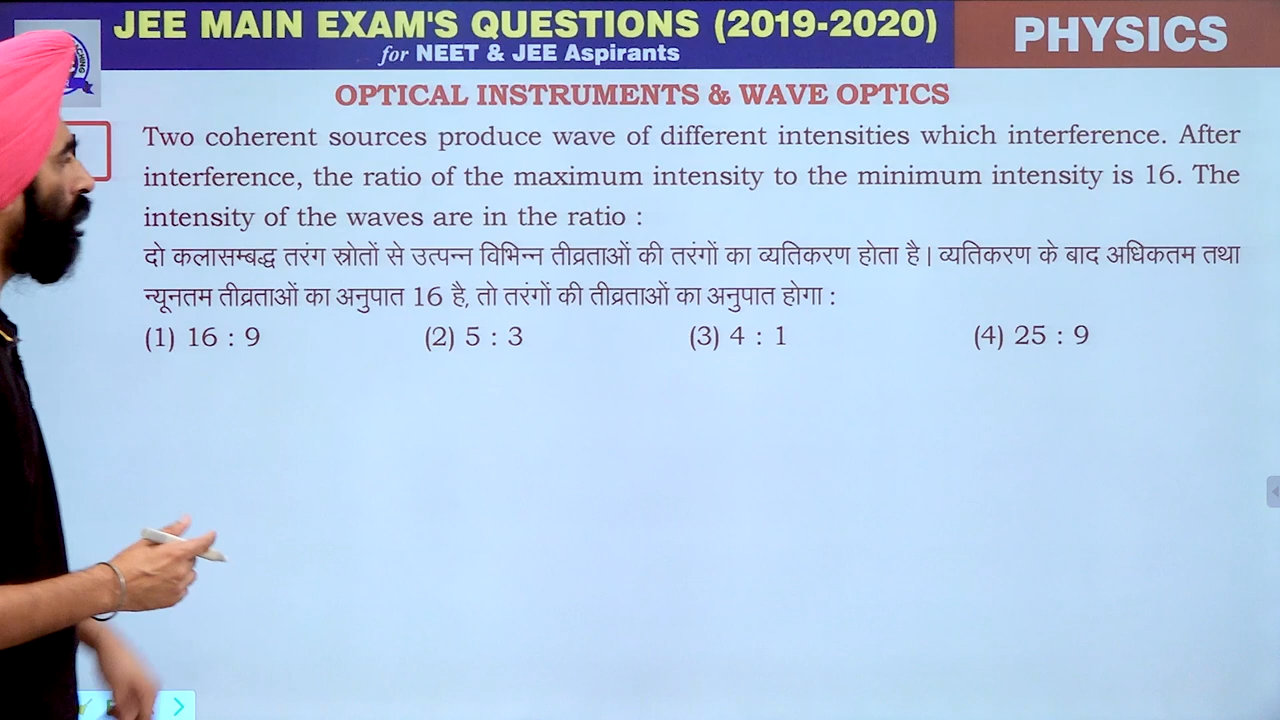 JEE MAIN EXAM'S QUESTIONS (2019-2020)
for NEET & JEE Aspirants
PHYSICS
OPTICAL INSTRUMENTS & WAVE OPTICS
Two coherent sources produce wave of different intensities which interference. After
interference, the ratio of the maximum intensity to the minimum intensity is 16. The
intensity of the waves are in the ratio :
दो कलासम्बद्ध तरंग स्रोतों से उत्पन्न विभिन्न तीव्रताओं की तरंगों का व्यतिकरण होता है। व्यतिकरण के बाद अधिकतम तथा
न्यूनतम तीव्रताओं का अनुपात 16 है, तो तरंगों की तीव्रताओं का अनुपात होगा :
(1) 16 : 9 (2) 5 : 3 (3) 4 : 1 (4) 25 : 9